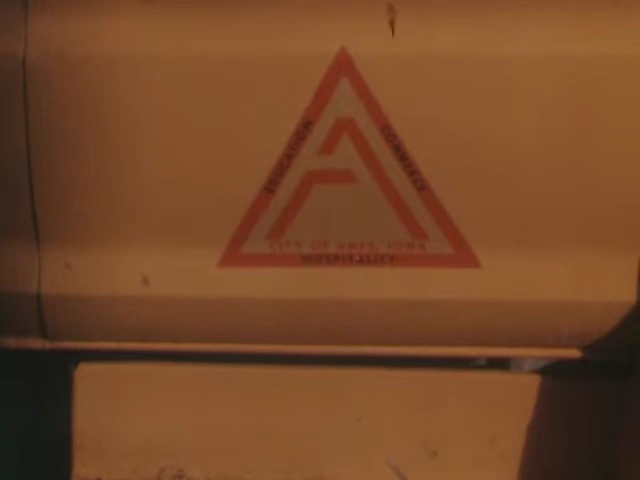 EDUCATION
COMMERCE
CITY OF AMES, IOWA
HOSPITALITY